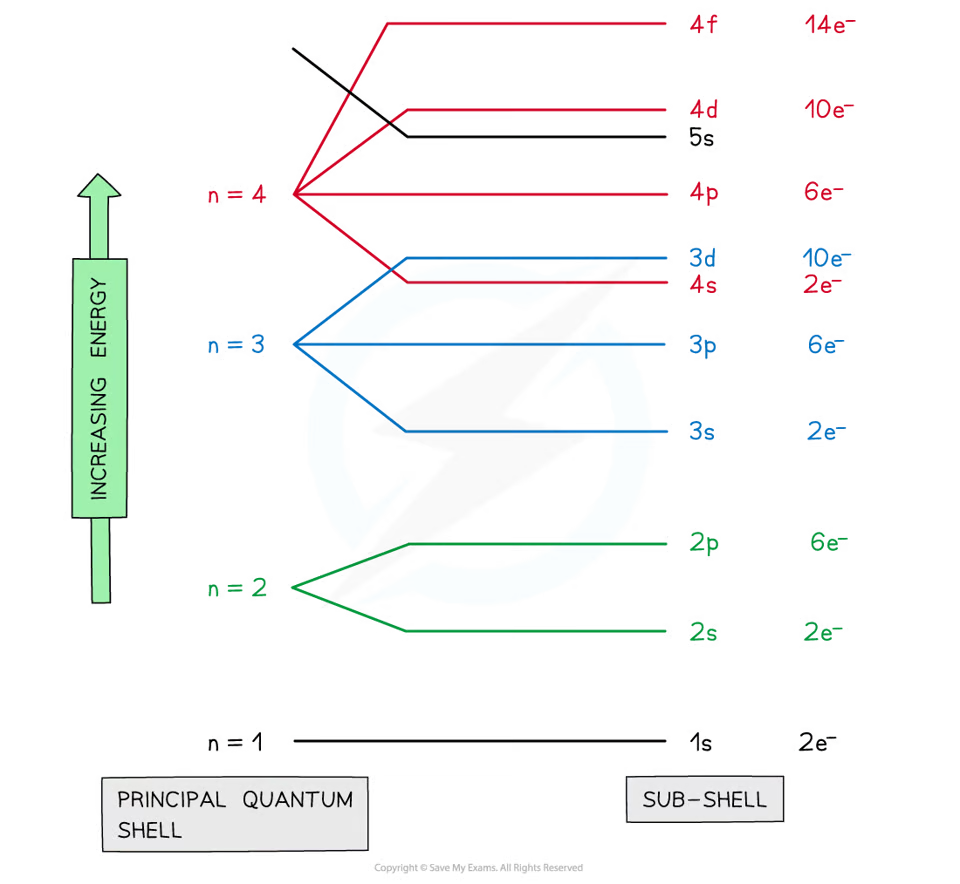 4f 14e⁻
4d 10e⁻
5s
n = 4 4p 6e⁻
3d 10e⁻
4s 2e⁻
n = 3 3p 6e⁻
3s 2e⁻
INCREASING ENERGY
2p 6e⁻
n = 2
2s 2e⁻
n = 1 1s 2e⁻
PRINCIPAL QUANTUM
SHELL
SUB-SHELL
Copyright © Save My Exams. All Rights Reserved